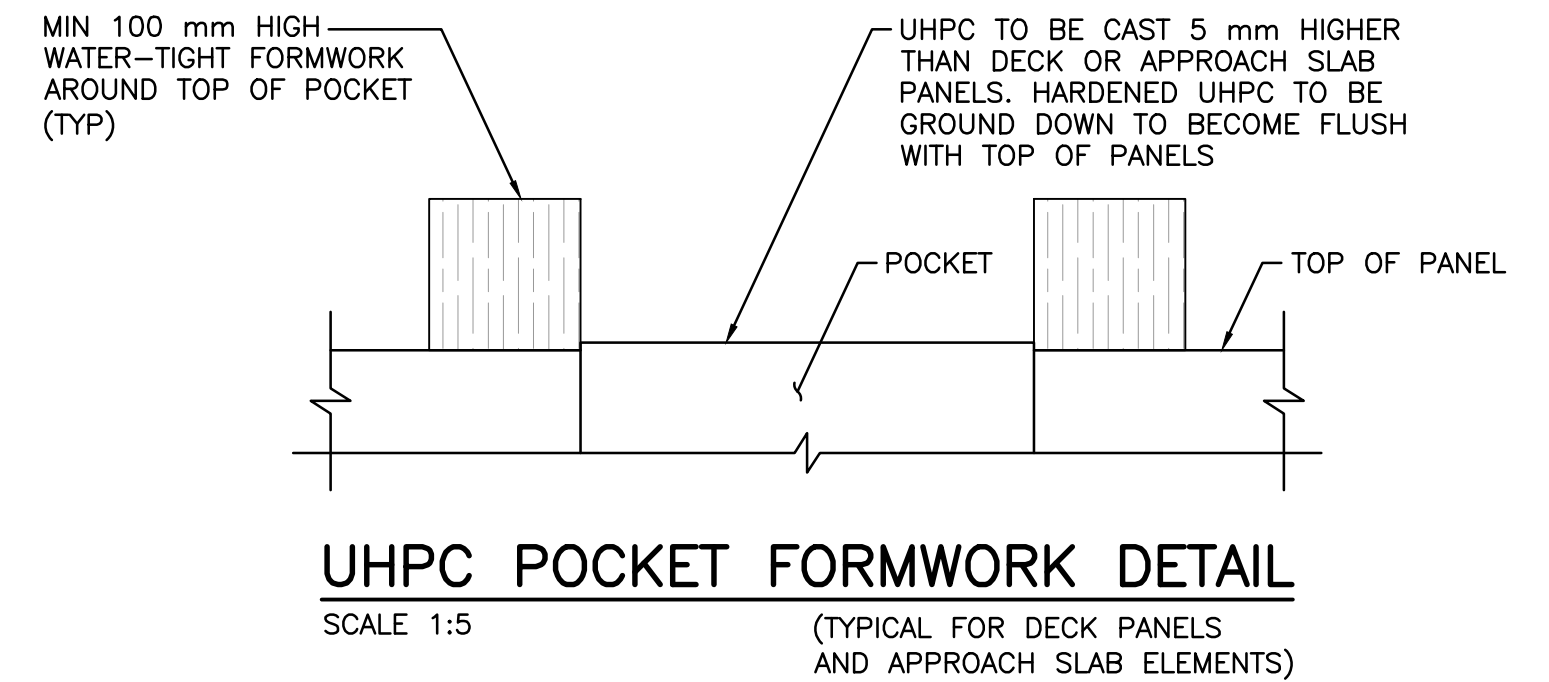 MIN 100 mm HIGH
WATER-TIGHT FORMWORK
AROUND TOP OF POCKET
(TYP)
UHPC TO BE CAST 5 mm HIGHER
THAN DECK OR APPROACH SLAB
PANELS. HARDENED UHPC TO BE
GROUND DOWN TO BECOME FLUSH
WITH TOP OF PANELS
POCKET
TOP OF PANEL
UHPC POCKET FORMWORK DETAIL
SCALE 1:5
(TYPICAL FOR DECK PANELS
AND APPROACH SLAB ELEMENTS)